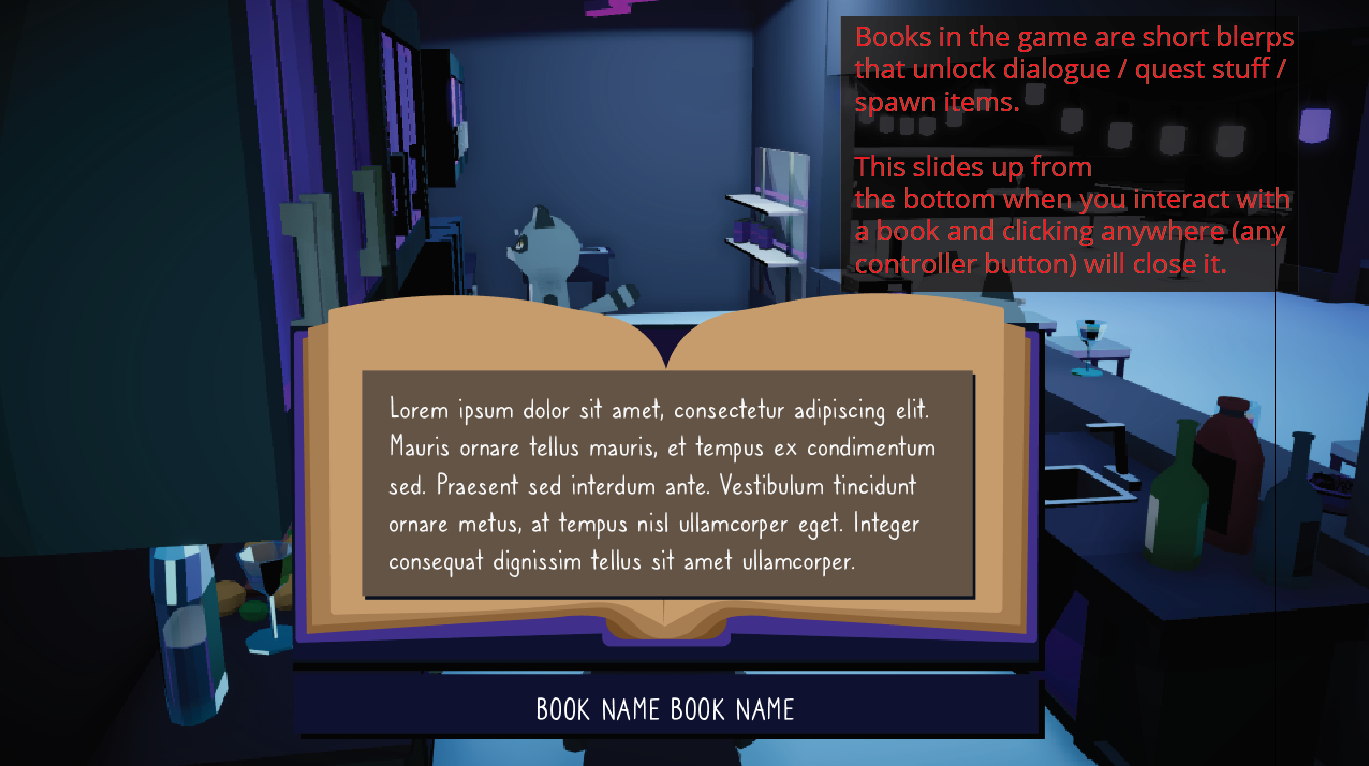 Books in the game are short blerps
that unlock dialogue / quest stuff /
spawn items.
This slides up from
the bottom when you interact with
a book and clicking anywhere (any
controller button) will close it.
Lorem ipsum dolor sit amet, consectetur adipiscing elit.
Mauris ornare tellus mauris, et tempus ex condimentum
sed. Praesent sed interdum ante. Vestibulum tincidunt
ornare metus, at tempus nisl ullamcorper eget. Integer
consequat dignissim tellus sit amet ullamcorper.
BOOK NAME BOOK NAME